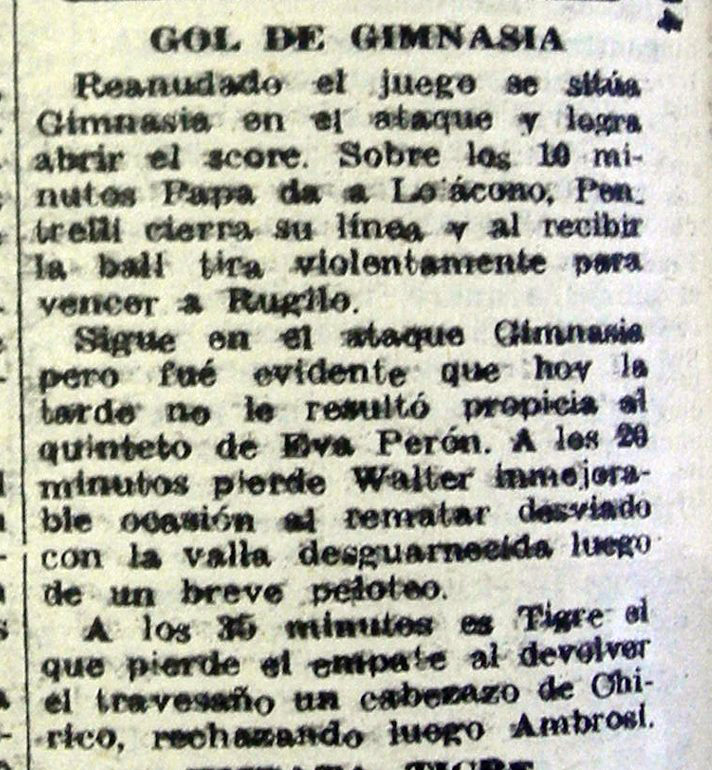 GOL DE GIMNASIA
Reanudado el juego se sitúa
Gimnasia en el ataque y logra
abrir el score. Sobre los 10 mi-
nutos Papa da a Lo ácono, Pen_
trelli cierra su línea y al recibir
la ball tira violentamente para
vencer a Rugilo.
Sigue en el ataque Gimnasia
pero fué evidente que hoy la
tarde no le resultó propicia al
quinteto de Eva Perón. A los 20
minutos pierde Walter inmejora-
ble ocasión al rematar desviado
con la valla desguarnecida luego
de un breve peloteo.
A los 35 minutos es Tigre el
que pierde el empate al devolver
el travesaño un cabezazo de Chi-
rico, rechazando luego Ambrosi.
TIGRE